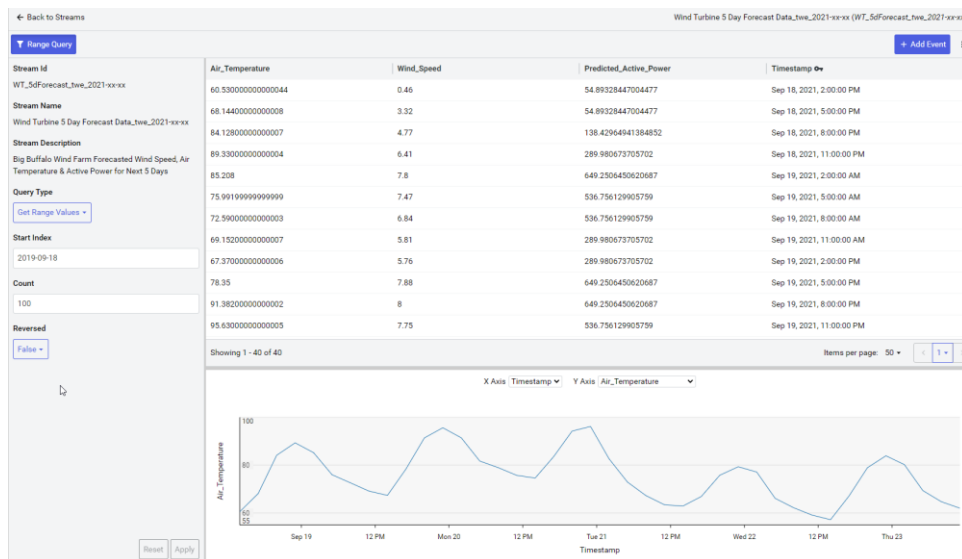 ← Back to Streams
Wind Turbine 5 Day Forecast Data_twe_2021-xx-xx (WT_5dForecast_twe_2021-xx-xx
Range Query
+ Add Event
Stream Id
WT_5dForecast_twe_2021-xx-xx
Stream Name
Wind Turbine 5 Day Forecast Data_twe_2021-xx-xx
Stream Description
Big Buffalo Wind Farm Forecasted Wind Speed, Air
Temperature & Active Power for Next 5 Days
Query Type
Get Range Values
Start Index
2019-09-18
Count
100
Reversed
False
Reset Apply
Air_Temperature Wind_Speed Predicted_Active_Power Timestamp
60.530000000000044 0.46 54.89328447004477 Sep 18, 2021, 2:00:00 PM
68.14400000000008 3.32 54.89328447004477 Sep 18, 2021, 5:00:00 PM
84.12800000000007 4.77 138.42964941384852 Sep 18, 2021, 8:00:00 PM
89.33000000000004 6.41 289.980673705702 Sep 18, 2021, 11:00:00 PM
85.208 7.8 649.2506450620687 Sep 19, 2021, 2:00:00 AM
75.99199999999999 7.47 536.756129905759 Sep 19, 2021, 5:00:00 AM
72.59000000000003 6.84 536.756129905759 Sep 19, 2021, 8:00:00 AM
69.15200000000007 5.81 289.980673705702 Sep 19, 2021, 11:00:00 AM
67.37000000000006 5.76 289.980673705702 Sep 19, 2021, 2:00:00 PM
78.35 7.88 649.2506450620687 Sep 19, 2021, 5:00:00 PM
91.38200000000002 8 649.2506450620687 Sep 19, 2021, 8:00:00 PM
95.63000000000005 7.75 536.756129905759 Sep 19, 2021, 11:00:00 PM
Showing 1 - 40 of 40
Items per page: 50
1
X Axis Timestamp Y Axis Air_Temperature
100
80
60
55
Air_Temperature
Sep 19 12 PM Mon 20 12 PM Tue 21 12 PM Wed 22 12 PM Thu 23
Timestamp